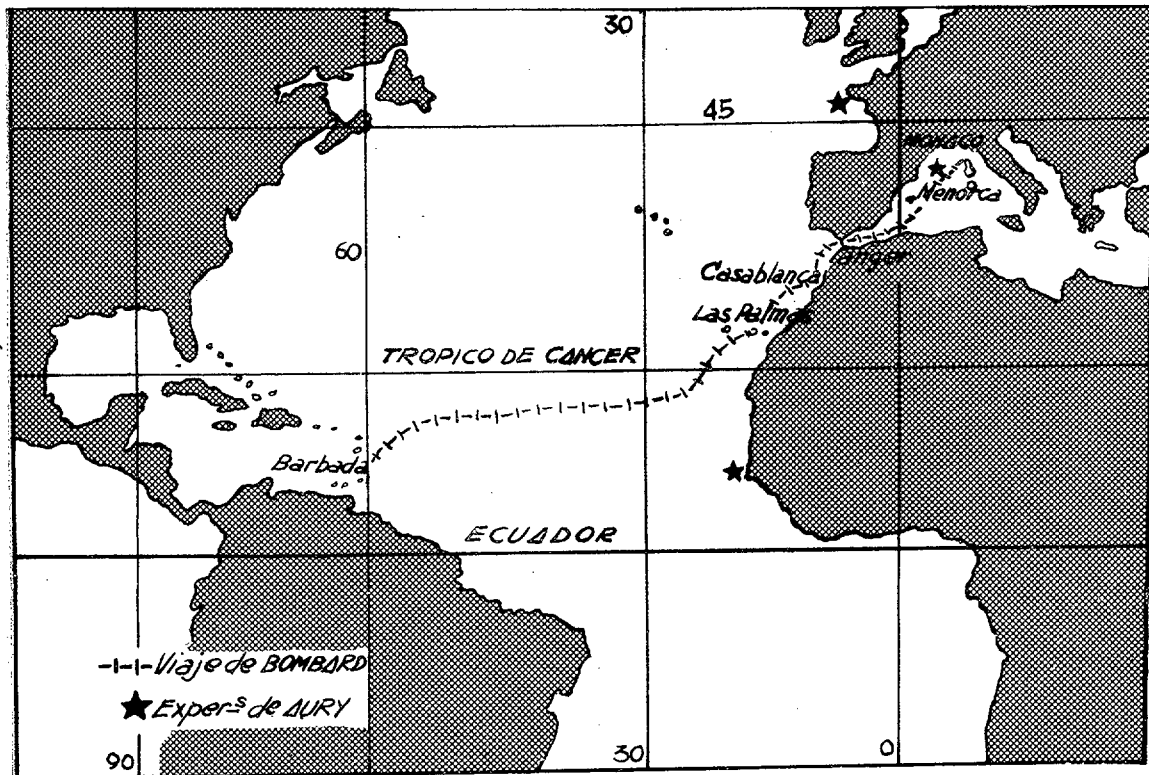 30
45
MONACO
Menorca
60
Tanger
Casablanca
Las Palmas
TROPICO DE CANCER
Barbada
ECUADOR
Viaje de BOMBARD
Exper-s de AURY
90
30
0